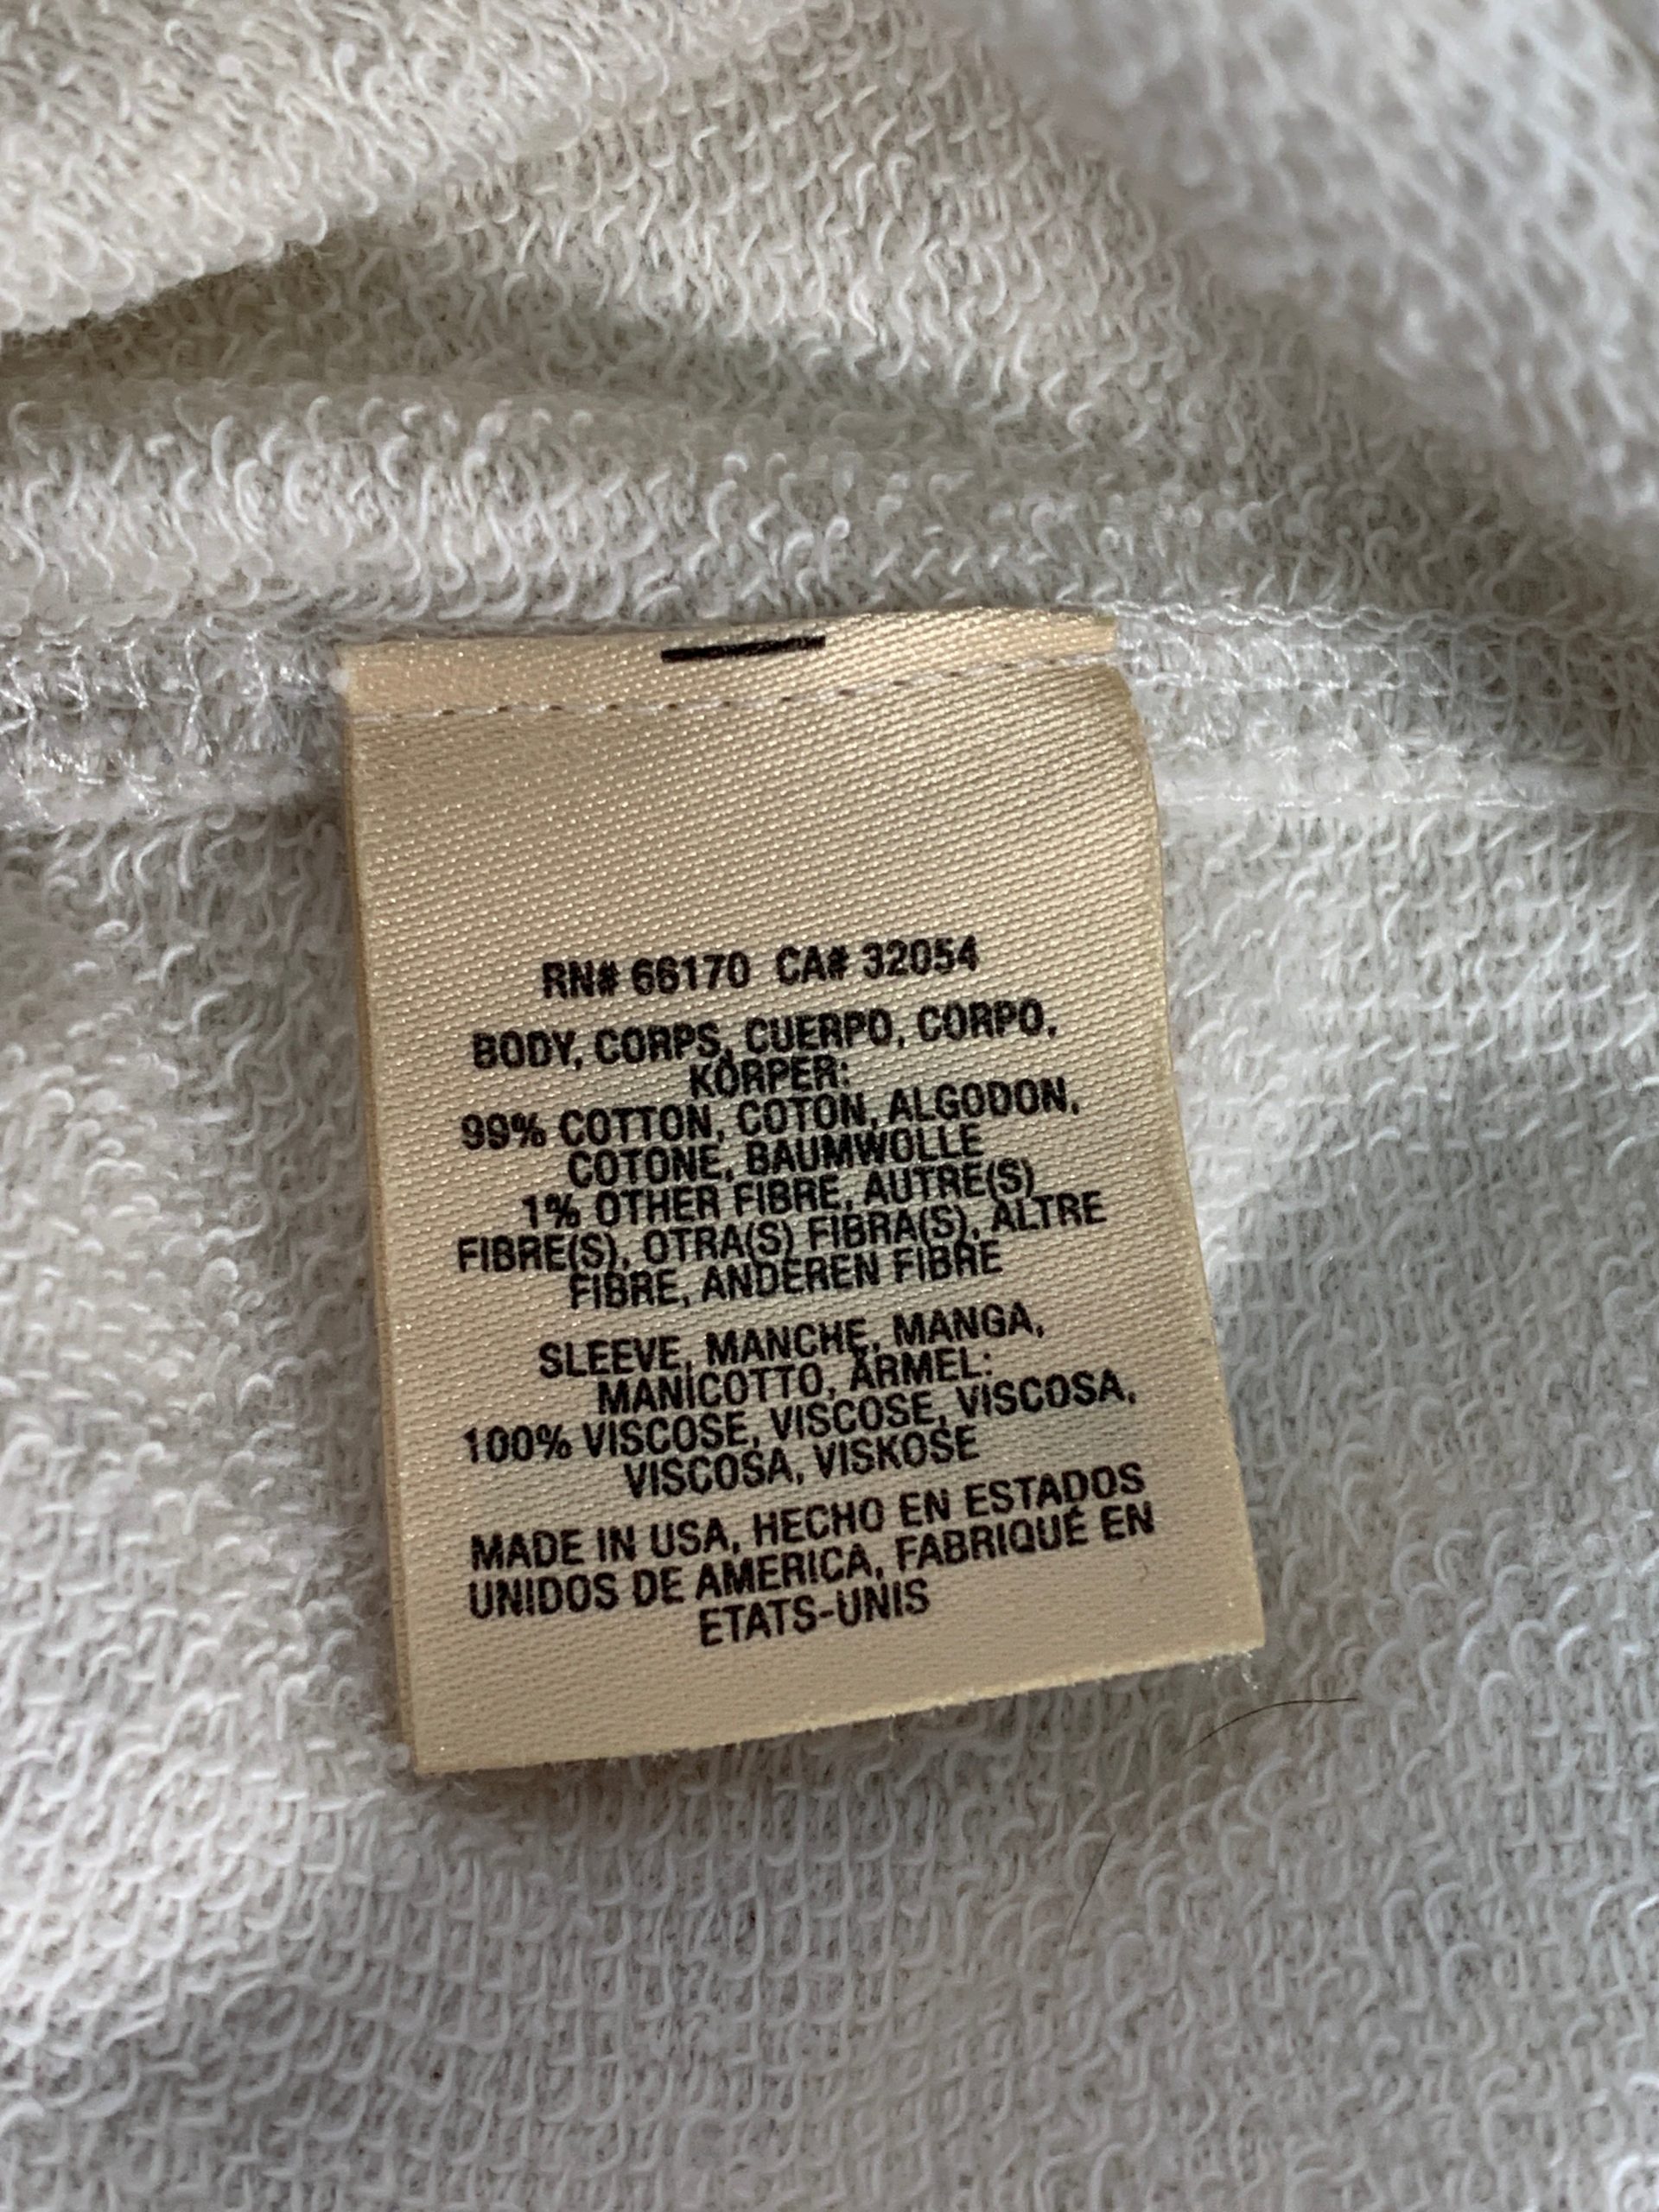 RN# 66170 CA# 32054
BODY, CORPS, CUERPO, CORPO,
KÖRPER:
99% COTTON, COTON, ALGODON,
COTONE, BAUMWOLLE
1% OTHER FIBRE, AUTRE(S)
FIBRE(S), OTRA(S) FIBRA(S), ALTRE
FIBRE, ANDEREN FIBRE
SLEEVE, MANCHE, MANGA,
MANICOTTO, ÄRMEL:
100% VISCOSE, VISCOSE, VISCOSA,
VISCOSA, VISKOSE
MADE IN USA, HECHO EN ESTADOS
UNIDOS DE AMERICA, FABRIQUÉ EN
ETATS-UNIS